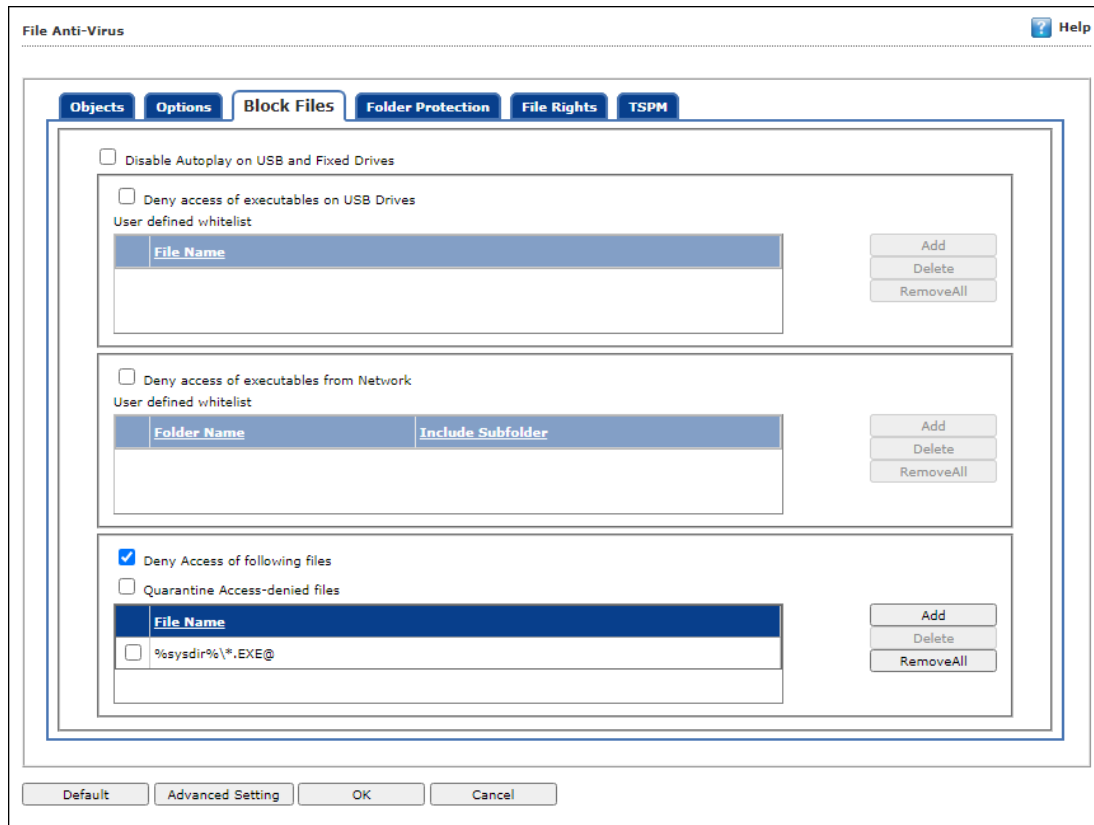 File Anti-Virus
? Help
Objects Options Block Files Folder Protection File Rights TSPM
Disable Autoplay on USB and Fixed Drives
Deny access of executables on USB Drives
User defined whitelist
File Name
Add
Delete
RemoveAll
Deny access of executables from Network
User defined whitelist
Folder Name Include Subfolder
Add
Delete
RemoveAll
Deny Access of following files
Quarantine Access-denied files
File Name
%sysdir%\*.EXE@
Add
Delete
RemoveAll
Default Advanced Setting OK Cancel